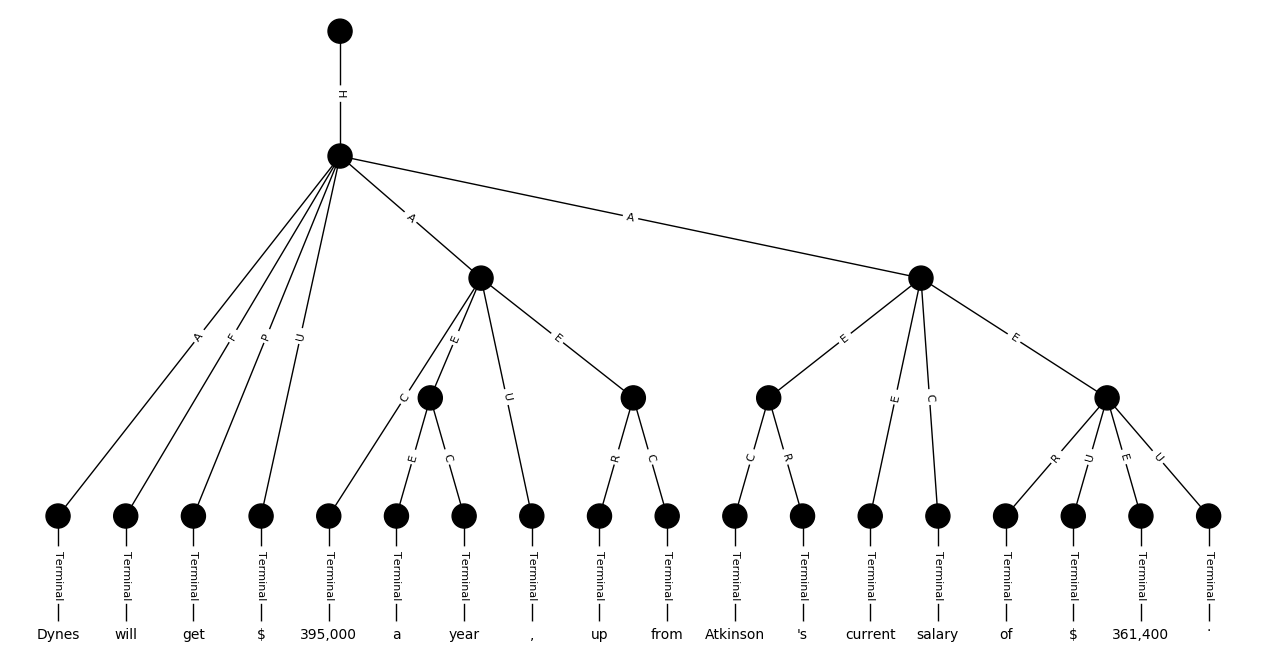 H
A
A
A
F
P
U
E
E
E
E
C
U
E
C
E
C
R
C
C
R
R
U
E
U
Terminal Terminal Terminal Terminal Terminal Terminal Terminal Terminal Terminal Terminal Terminal Terminal Terminal Terminal Terminal Terminal Terminal Terminal
Dynes will get $ 395,000 a year , up from Atkinson 's current salary of $ 361,400 .